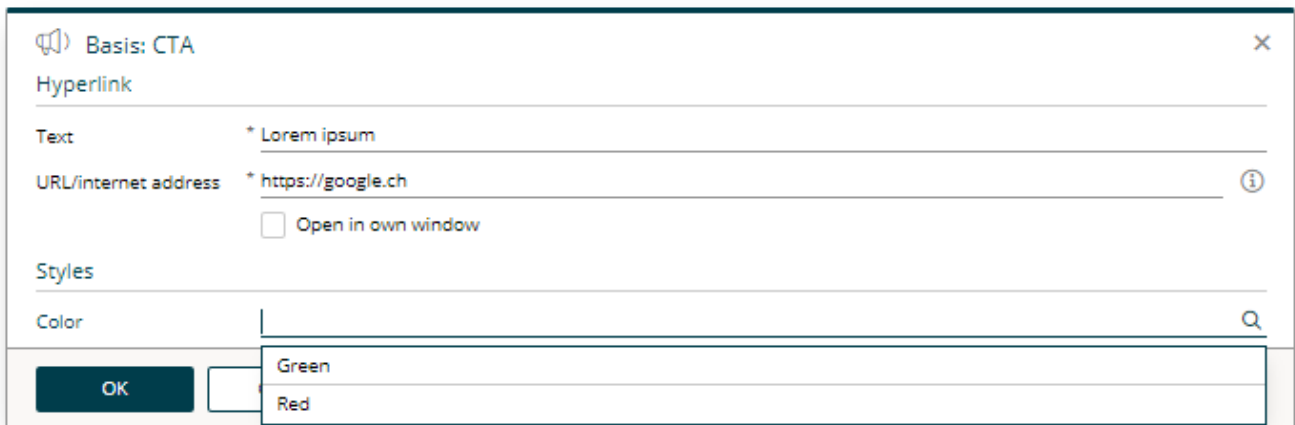 Basis: CTA
Hyperlink
Text * Lorem ipsum
URL/internet address * https://google.ch
Open in own window
Styles
Color
Green
OK
Red